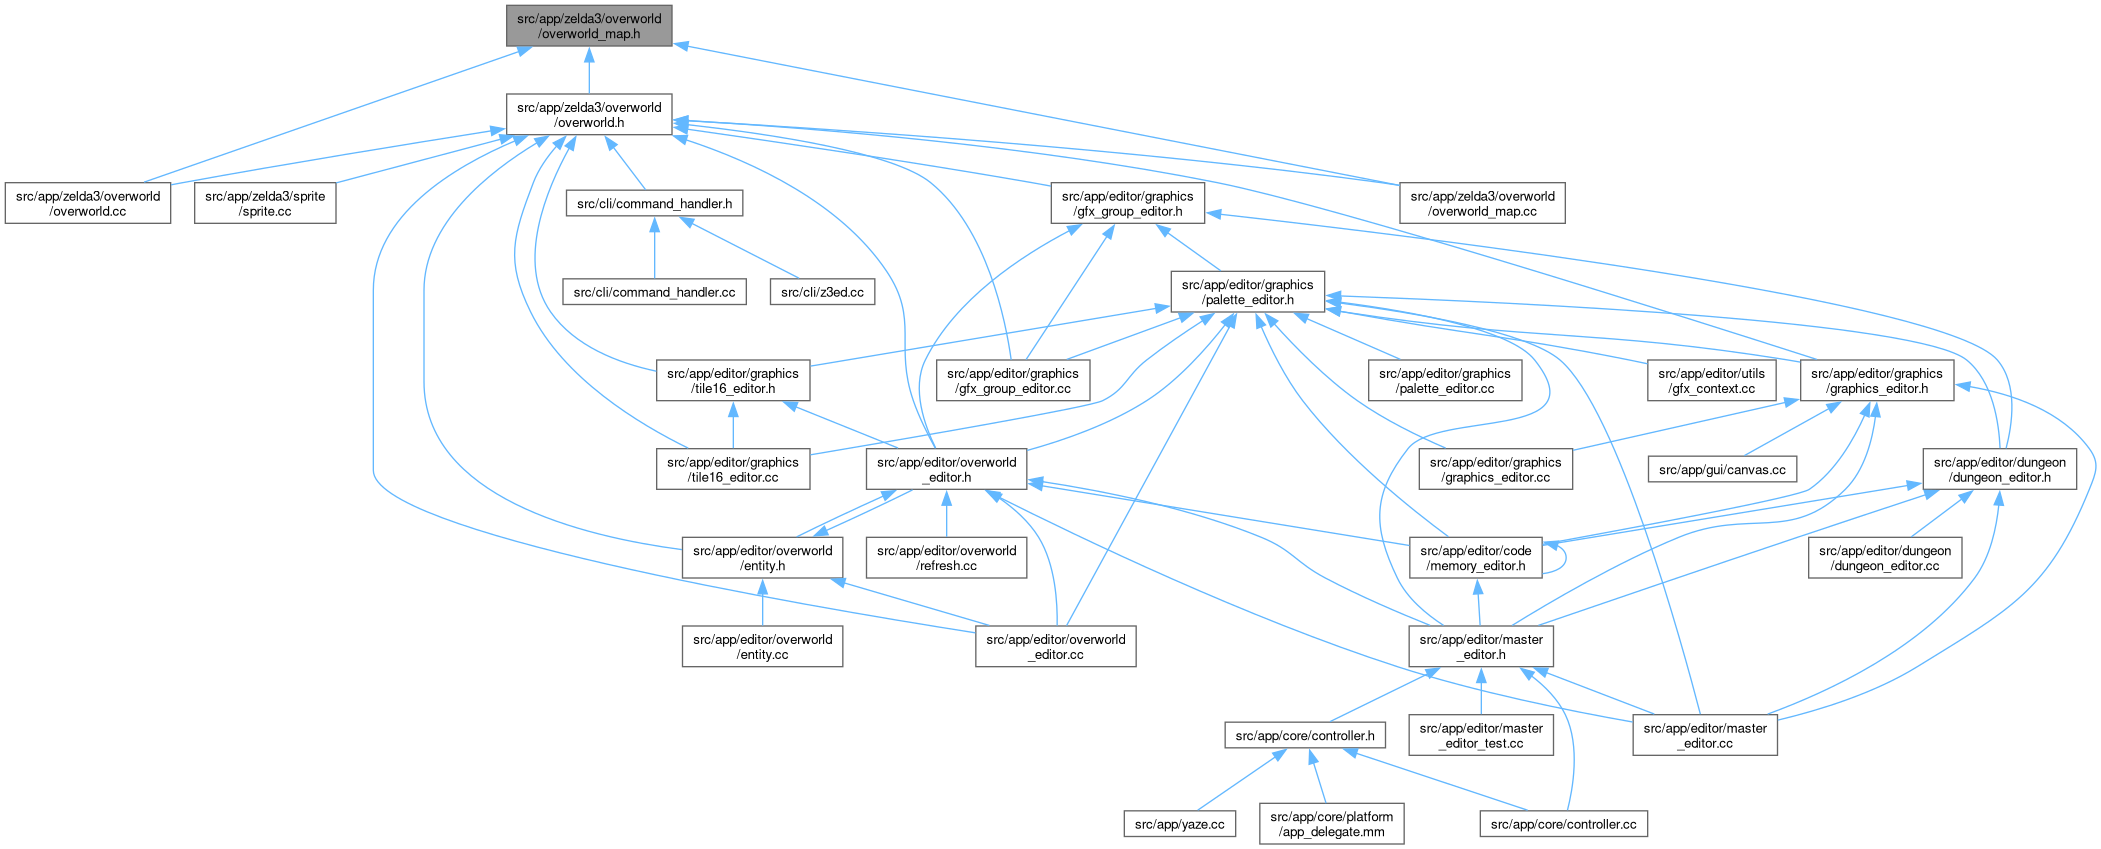 src/app/zelda3/overworld
/overworld_map.h
src/app/zelda3/overworld
/overworld.h
src/app/zelda3/overworld
/overworld.cc
src/app/zelda3/sprite
/sprite.cc
src/cli/command_handler.h
src/app/editor/graphics
/gfx_group_editor.h
src/app/zelda3/overworld
/overworld_map.cc
src/cli/command_handler.cc
src/cli/z3ed.cc
src/app/editor/graphics
/palette_editor.h
src/app/editor/graphics
/tile16_editor.h
src/app/editor/graphics
/gfx_group_editor.cc
src/app/editor/graphics
/palette_editor.cc
src/app/editor/utils
/gfx_context.cc
src/app/editor/graphics
/graphics_editor.h
src/app/editor/graphics
/tile16_editor.cc
src/app/editor/overworld
_editor.h
src/app/editor/graphics
/graphics_editor.cc
src/app/gui/canvas.cc
src/app/editor/dungeon
/dungeon_editor.h
src/app/editor/overworld
/entity.h
src/app/editor/overworld
/refresh.cc
src/app/editor/code
/memory_editor.h
src/app/editor/dungeon
/dungeon_editor.cc
src/app/editor/overworld
/entity.cc
src/app/editor/overworld
_editor.cc
src/app/editor/master
_editor.h
src/app/core/controller.h
src/app/editor/master
_editor_test.cc
src/app/editor/master
_editor.cc
src/app/yaze.cc
src/app/core/platform
/app_delegate.mm
src/app/core/controller.cc